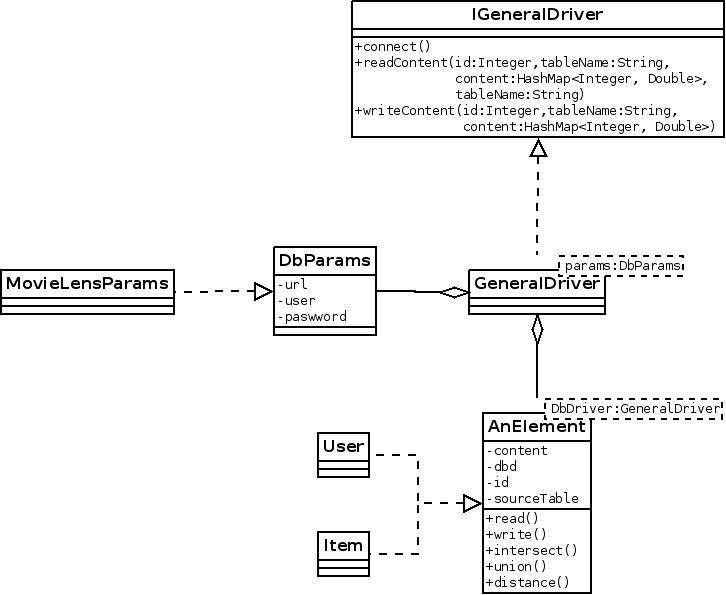 IGeneralDriver
+connect()
+readContent(id:Integer,tableName:String,
content:HashMap<Integer, Double>,
tableName:String)
+writeContent(id:Integer,tableName:String,
content:HashMap<Integer, Double>)
MovieLensParams
DbParams
-url
-user
-paswword
params:DbParams
GeneralDriver
DbDriver:GeneralDriver
AnElement
-content
-dbd
-id
-sourceTable
+read()
+write()
+intersect()
+union()
+distance()
User
Item